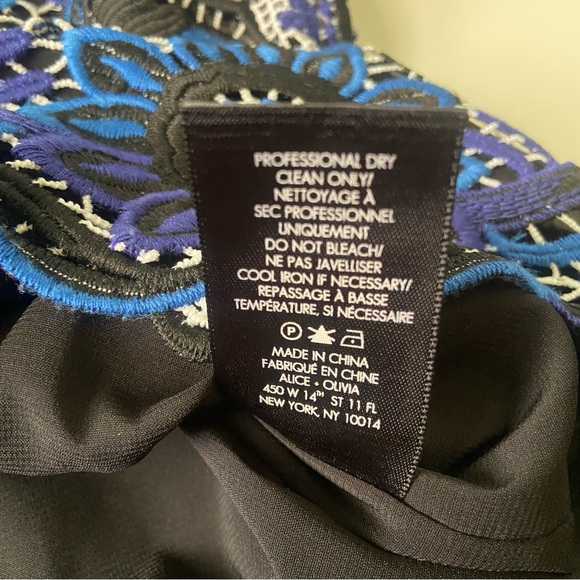 PROFESSIONAL DRY
CLEAN ONLY/
NETTOYAGE À
SEC PROFESSIONNEL
UNIQUEMENT
DO NOT BLEACH/
NE PAS JAVELLISER
COOL IRON IF NECESSARY/
REPASSAGE À BASSE
TEMPÉRATURE, SI NÉCESSAIRE
P
MADE IN CHINA
FABRIQUÉ EN CHINE
ALICE + OLIVIA
450 W 14TH ST 11 FL
NEW YORK, NY 10014